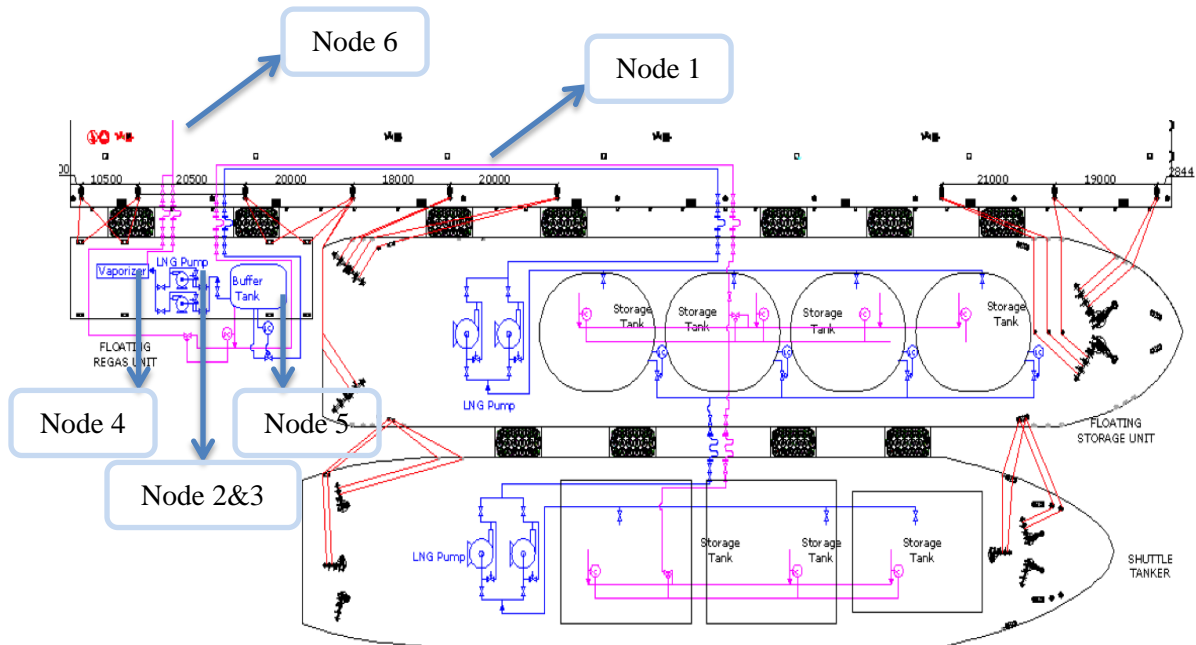 Node 6
Node 1
00
10500
20500
20000
18000
20000
21000
19000
2844
LNG Pump
Vaporizer
Buffer
Tank
Storage
Tank
Storage
Tank
Storage
Tank
Storage
Tank
FLOATING
REGAS UNIT
LNG Pump
Node 4
Node 5
FLOATING
STORAGE UNIT
Node 2&3
Storage
Tank
Storage
Tank
Storage
Tank
LNG Pump
SHUTTLE
TANKER